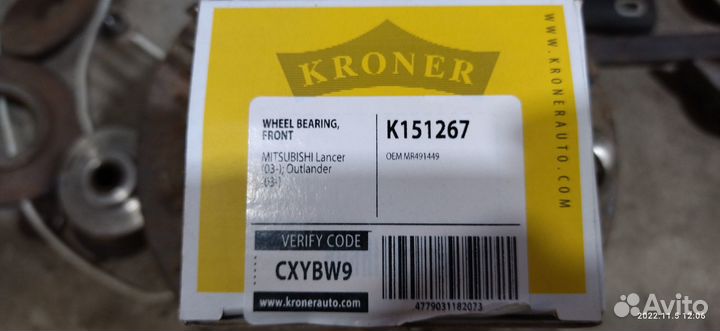 KRONER
WWW.KRONERAUTO.COM
WHEEL BEARING,
FRONT
MITSUBISHI Lancer
(03-); Outlander
(03-)
K151267
OEM MR491449
VERIFY CODE
CXYBW9
www.kronerauto.com
4779031182073
2022.11.5 12:06
Avito